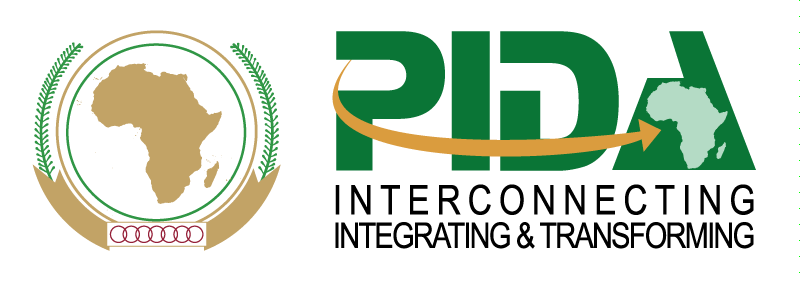 PIDA
INTERCONNECTING
INTEGRATING & TRANSFORMING